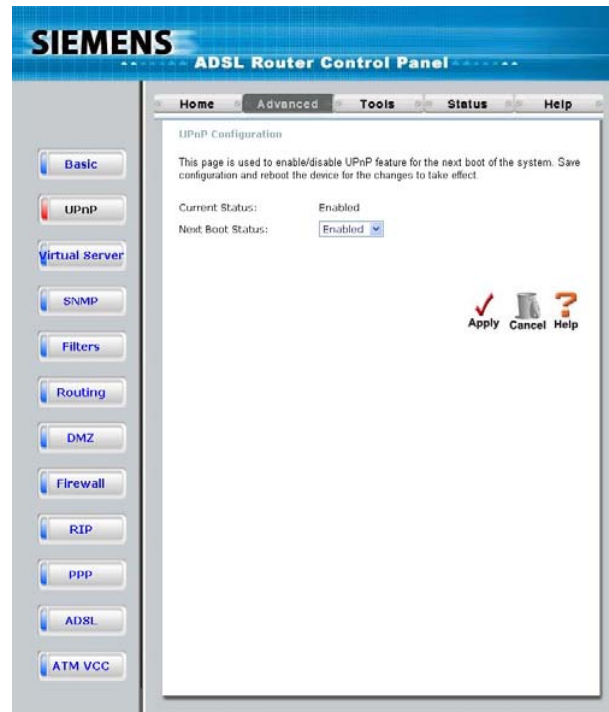 SIEMENS
ADSL Router Control Panel
Home Advanced Tools Status Help
UPnP Configuration
This page is used to enable/disable UPnP feature for the next boot of the system. Save
configuration and reboot the device for the changes to take effect.
Current Status: Enabled
Next Boot Status: Enabled
Apply Cancel Help
Basic
UPnP
Virtual Server
SNMP
Filters
Routing
DMZ
Firewall
RIP
PPP
ADSL
ATM VCC